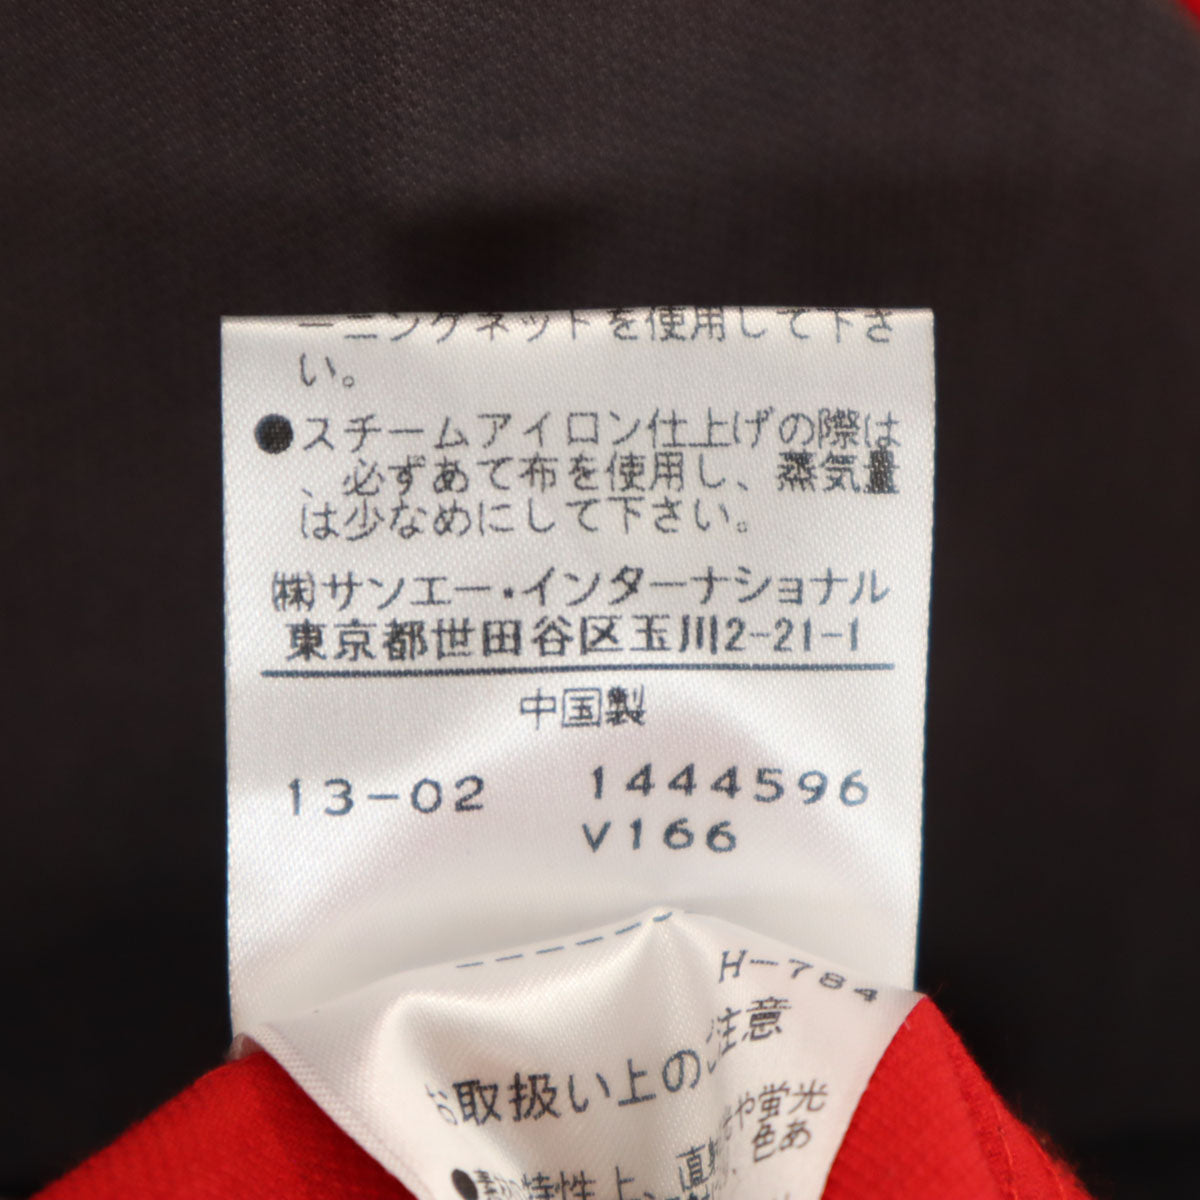 ーニングネットを使用して下さ
い。
●スチームアイロン仕上げの際は
、必ずあて布を使用し、蒸気量
は少なめにして下さい。
㈱サンエー・インターナショナル
東京都世田谷区玉川2-21-1
中国製
13-02 1444596
V166
H-784
お取扱い上のご注意
や蛍光
色あ
特性上、直